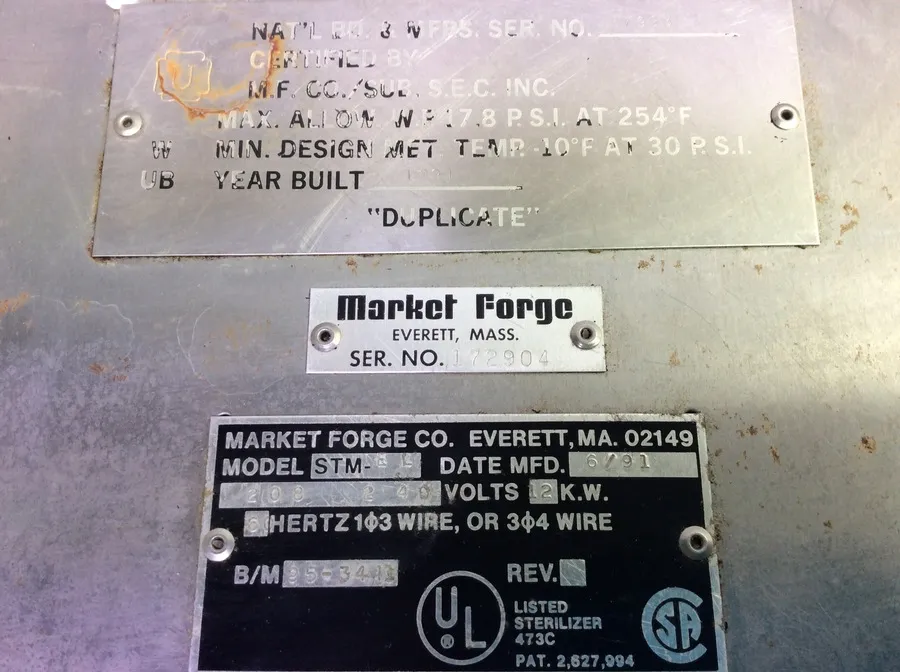 NAT'L BD. & MFRS. SER. NO.
CERTIFIED BY
U
M.F. CO./SUB. S.E.C. INC.
MAX. ALLOW. W.P. 17.8 P.S.I. AT 254°F
W MIN. DESIGN MET TEMP. -10°F AT 30 P.S.I.
UB YEAR BUILT
"DUPLICATE"
Market Forge
EVERETT, MASS.
SER. NO. 172904
MARKET FORGE CO. EVERETT, MA. 02149
MODEL STM- DATE MFD. 6/91
208 240 VOLTS 12 K.W.
HERTZ 1ϕ3 WIRE, OR 3ϕ4 WIRE
B/M REV.
UL ®
LISTED
STERILIZER
473C
SA
PAT. 2,627,994